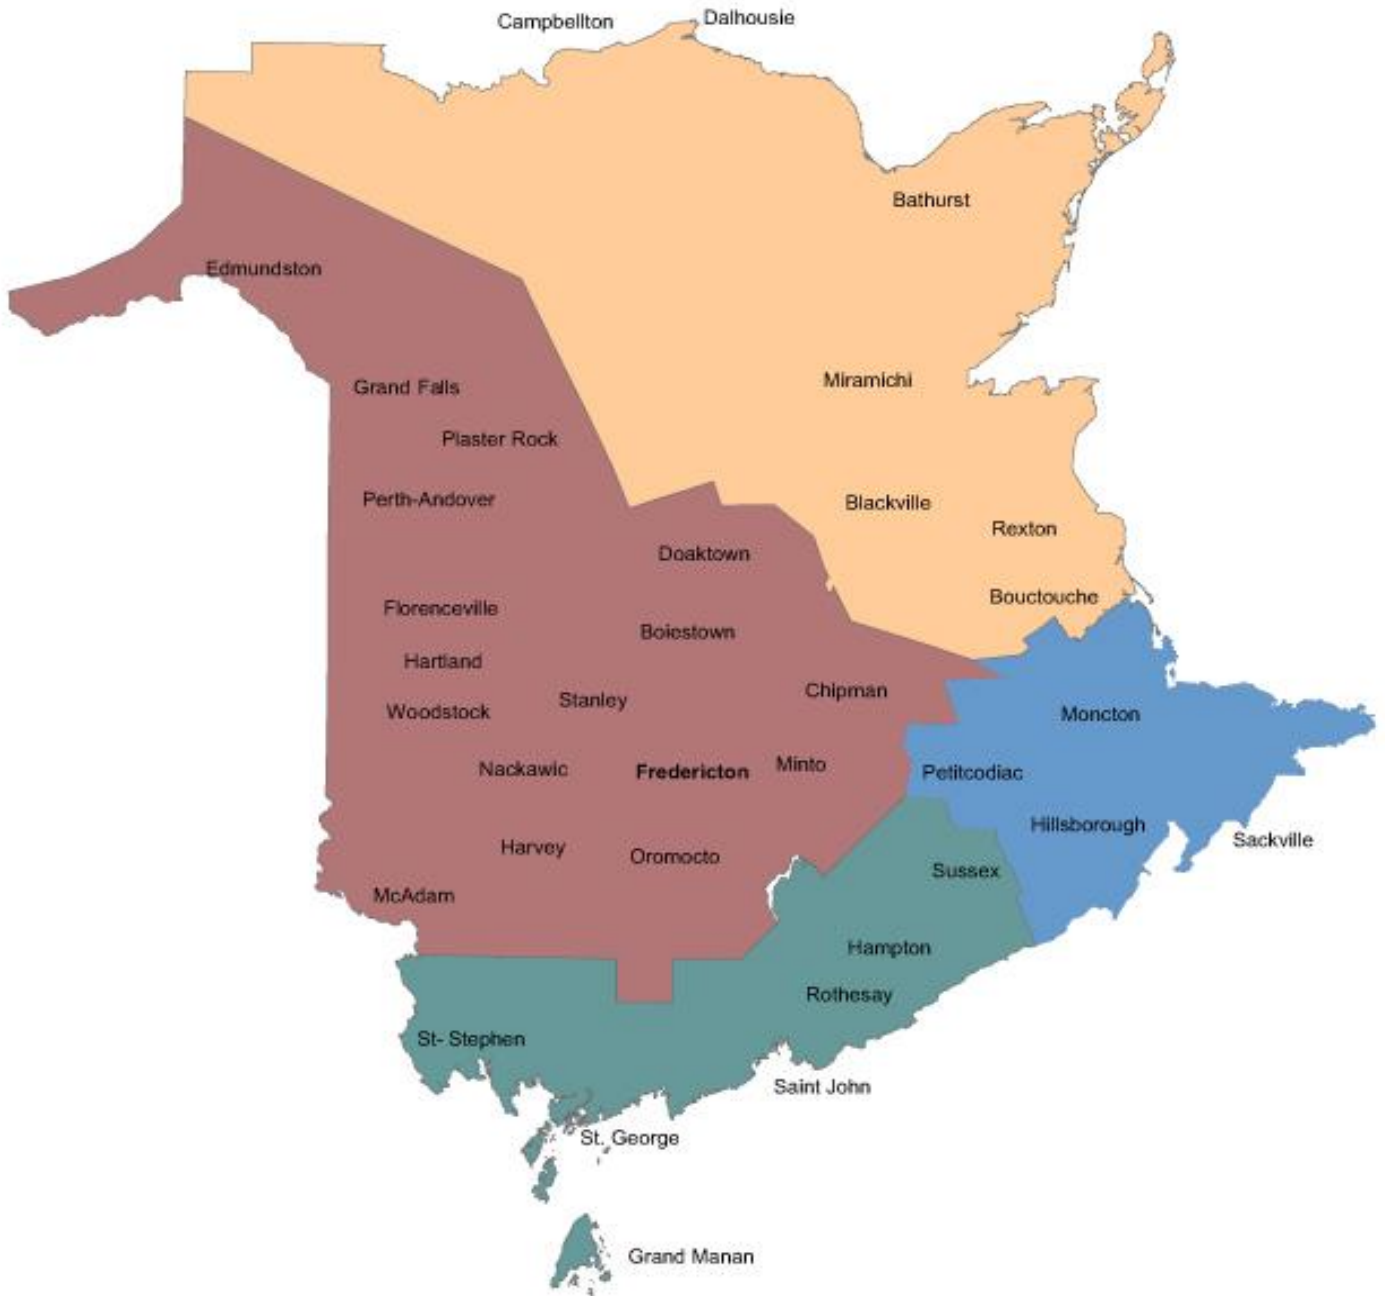 Campbellton
Dalhousie
Bathurst
Edmundston
Miramichi
Grand Falls
Plaster Rock
Perth-Andover
Blackville
Rexton
Doaktown
Bouctouche
Florenceville
Boiestown
Hartland
Chipman
Stanley
Woodstock
Moncton
Minto
Nackawic
Fredericton
Petitcodiac
Hillsborough
Sackville
Harvey
Oromocto
Sussex
McAdam
Hampton
Rothesay
St- Stephen
Saint John
St. George
Grand Manan